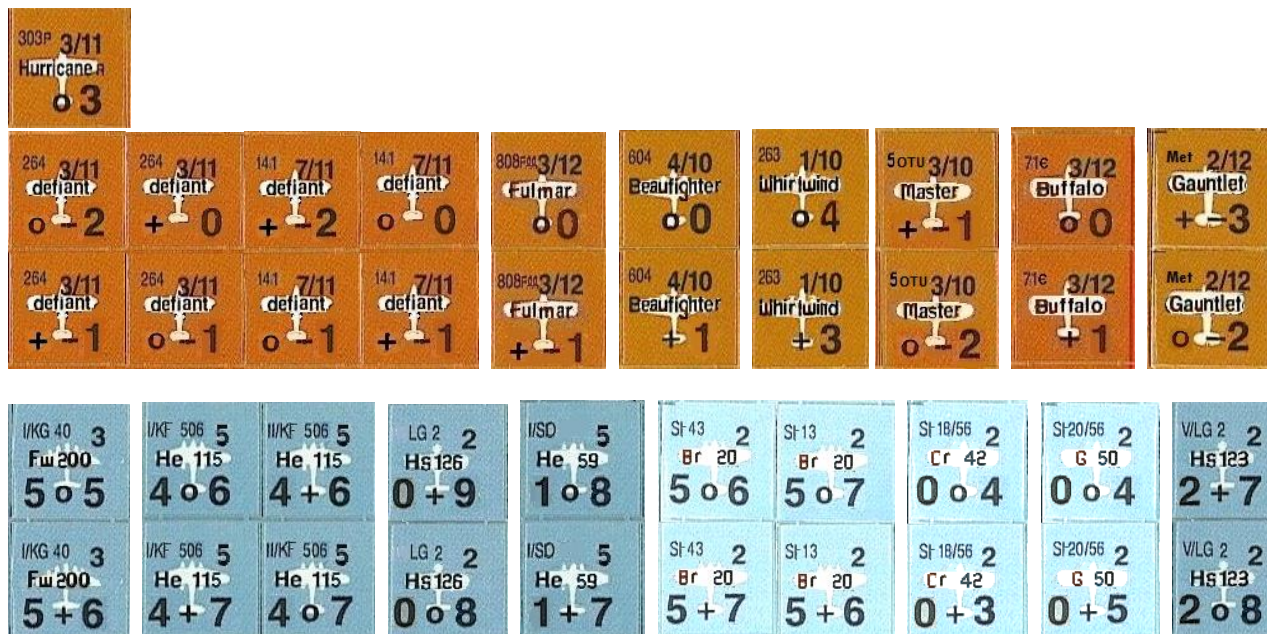 303P 3/11
Hurricane R
o 3
264 3/11 264 3/11 141 7/11 141 7/11 808FAA 3/12 604 4/10 263 1/10 5OTU 3/10 71E 3/12 Met 2/12
defiant defiant defiant defiant Fulmar Beaufighter Whirlwind Master Buffalo Gauntlet
o -2 + 0 + -2 o 0 o 0 o 0 o 4 + -1 o 0 + -3
264 3/11 264 3/11 141 7/11 141 7/11 808FAA 3/12 604 4/10 263 1/10 5OTU 3/10 71E 3/12 Met 2/12
defiant defiant defiant defiant Fulmar Beaufighter Whirlwind Master Buffalo Gauntlet
+ -1 o -1 o -1 + -1 + -1 + 1 + 3 o -2 + 1 o -2
I/KG 40 3 I/KF 506 5 II/KF 506 5 LG 2 2 I/SD 5 St 43 2 St 13 2 St 18/56 2 St 20/56 2 V/LG 2 2
Fw 200 He 115 He 115 Hs 126 He 59 Br 20 Br 20 Cr 42 G 50 Hs 123
5 o 5 4 o 6 4 + 6 0 + 9 1 o 8 5 o 6 5 o 7 0 o 4 0 o 4 2 + 7
I/KG 40 3 I/KF 506 5 II/KF 506 5 LG 2 2 I/SD 5 St 43 2 St 13 2 St 18/56 2 St 20/56 2 V/LG 2 2
Fw 200 He 115 He 115 Hs 126 He 59 Br 20 Br 20 Cr 42 G 50 Hs 123
5 + 6 4 + 7 4 o 7 0 o 8 1 + 7 5 + 7 5 + 6 0 + 3 0 + 5 2 o 8